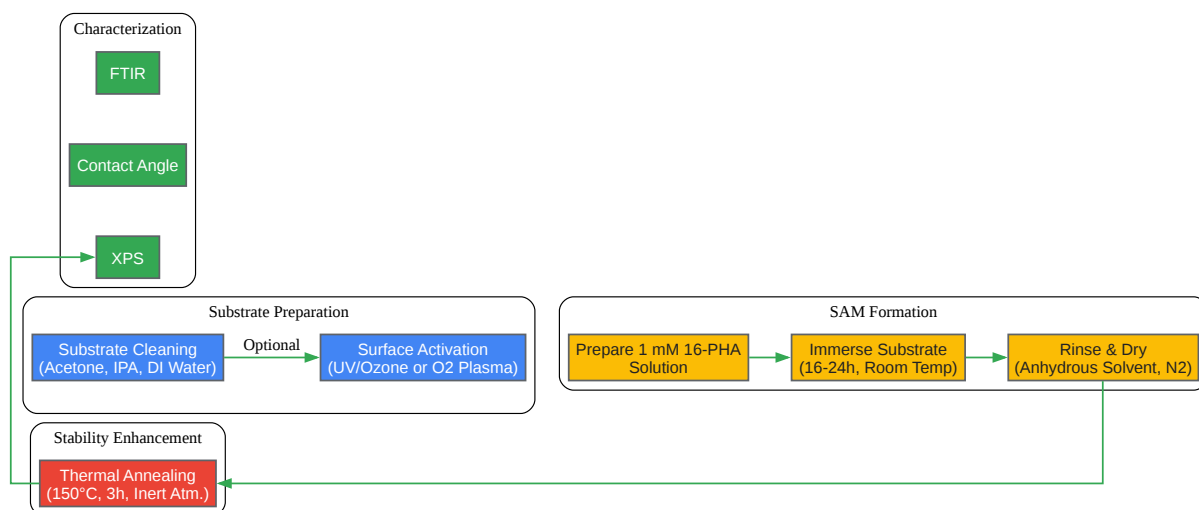 Characterization
FTIR
Contact Angle
XPS
Substrate Preparation
Substrate Cleaning
(Acetone, IPA, DI Water)
Optional
Surface Activation
(UV/Ozone or O2 Plasma)
SAM Formation
Prepare 1 mM 16-PHA
Solution
Immerse Substrate
(16-24h, Room Temp)
Rinse & Dry
(Anhydrous Solvent, N2)
Stability Enhancement
Thermal Annealing
(150°C, 3h, Inert Atm.)